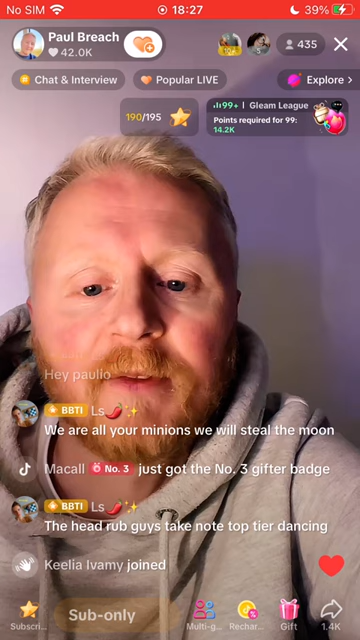 No SIM 18:27 39%
Paul Breach
42.0K
435
Chat & Interview Popular LIVE Explore >
190/195
99+ | Gleam League
Points required for 99:
14.2K
Hey paulio
BBTI Ls🌶️✨
We are all your minions we will steal the moon
Macall No. 3 just got the No. 3 gifter badge
BBTI Ls🌶️✨
The head rub guys take note top tier dancing
Keelia Ivamy joined
Sub-only
Subscri... Multi-g... Rechar... Gift 1.4K